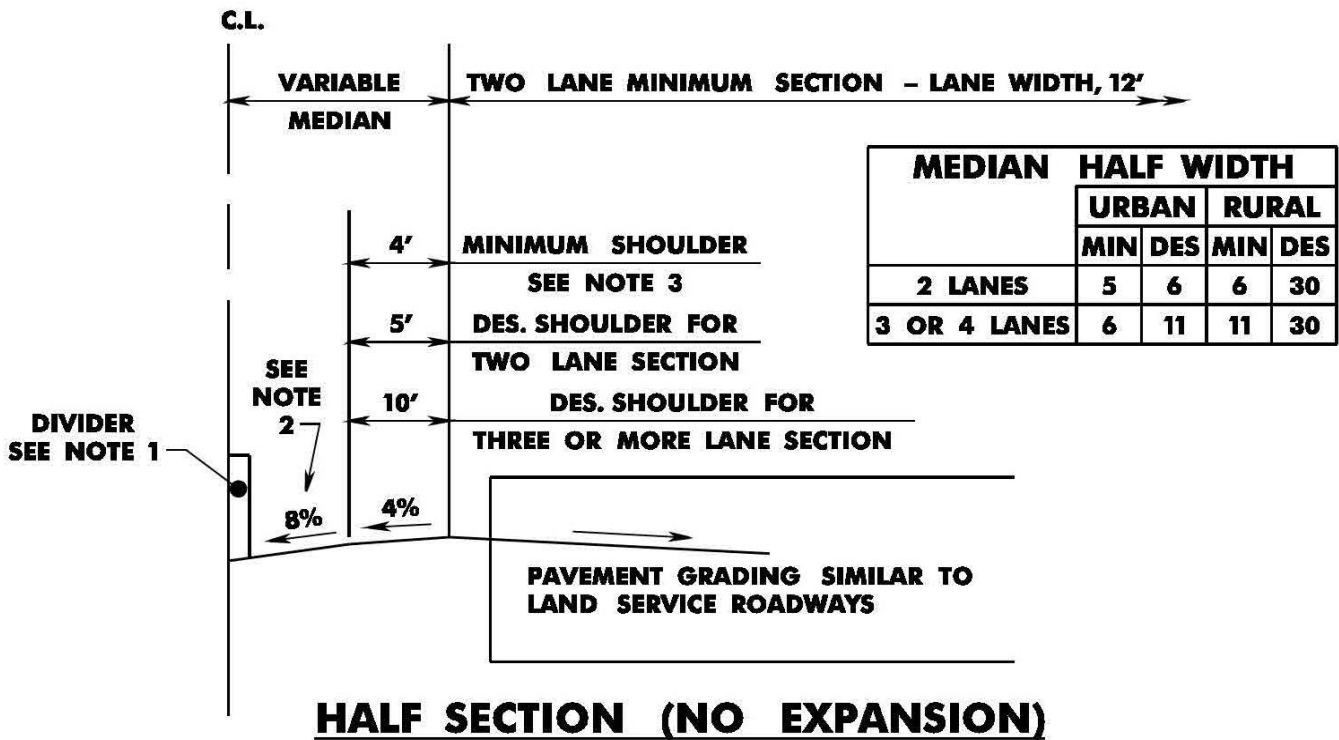 C.L.
VARIABLE
MEDIAN
TWO LANE MINIMUM SECTION – LANE WIDTH, 12'
MEDIAN HALF WIDTH
URBAN RURAL
MIN DES MIN DES
2 LANES 5 6 6 30
3 OR 4 LANES 6 11 11 30
4' MINIMUM SHOULDER
SEE NOTE 3
5' DES. SHOULDER FOR
TWO LANE SECTION
10' DES. SHOULDER FOR
THREE OR MORE LANE SECTION
SEE
NOTE
2
DIVIDER
SEE NOTE 1
8%
4%
PAVEMENT GRADING SIMILAR TO
LAND SERVICE ROADWAYS
HALF SECTION (NO EXPANSION)